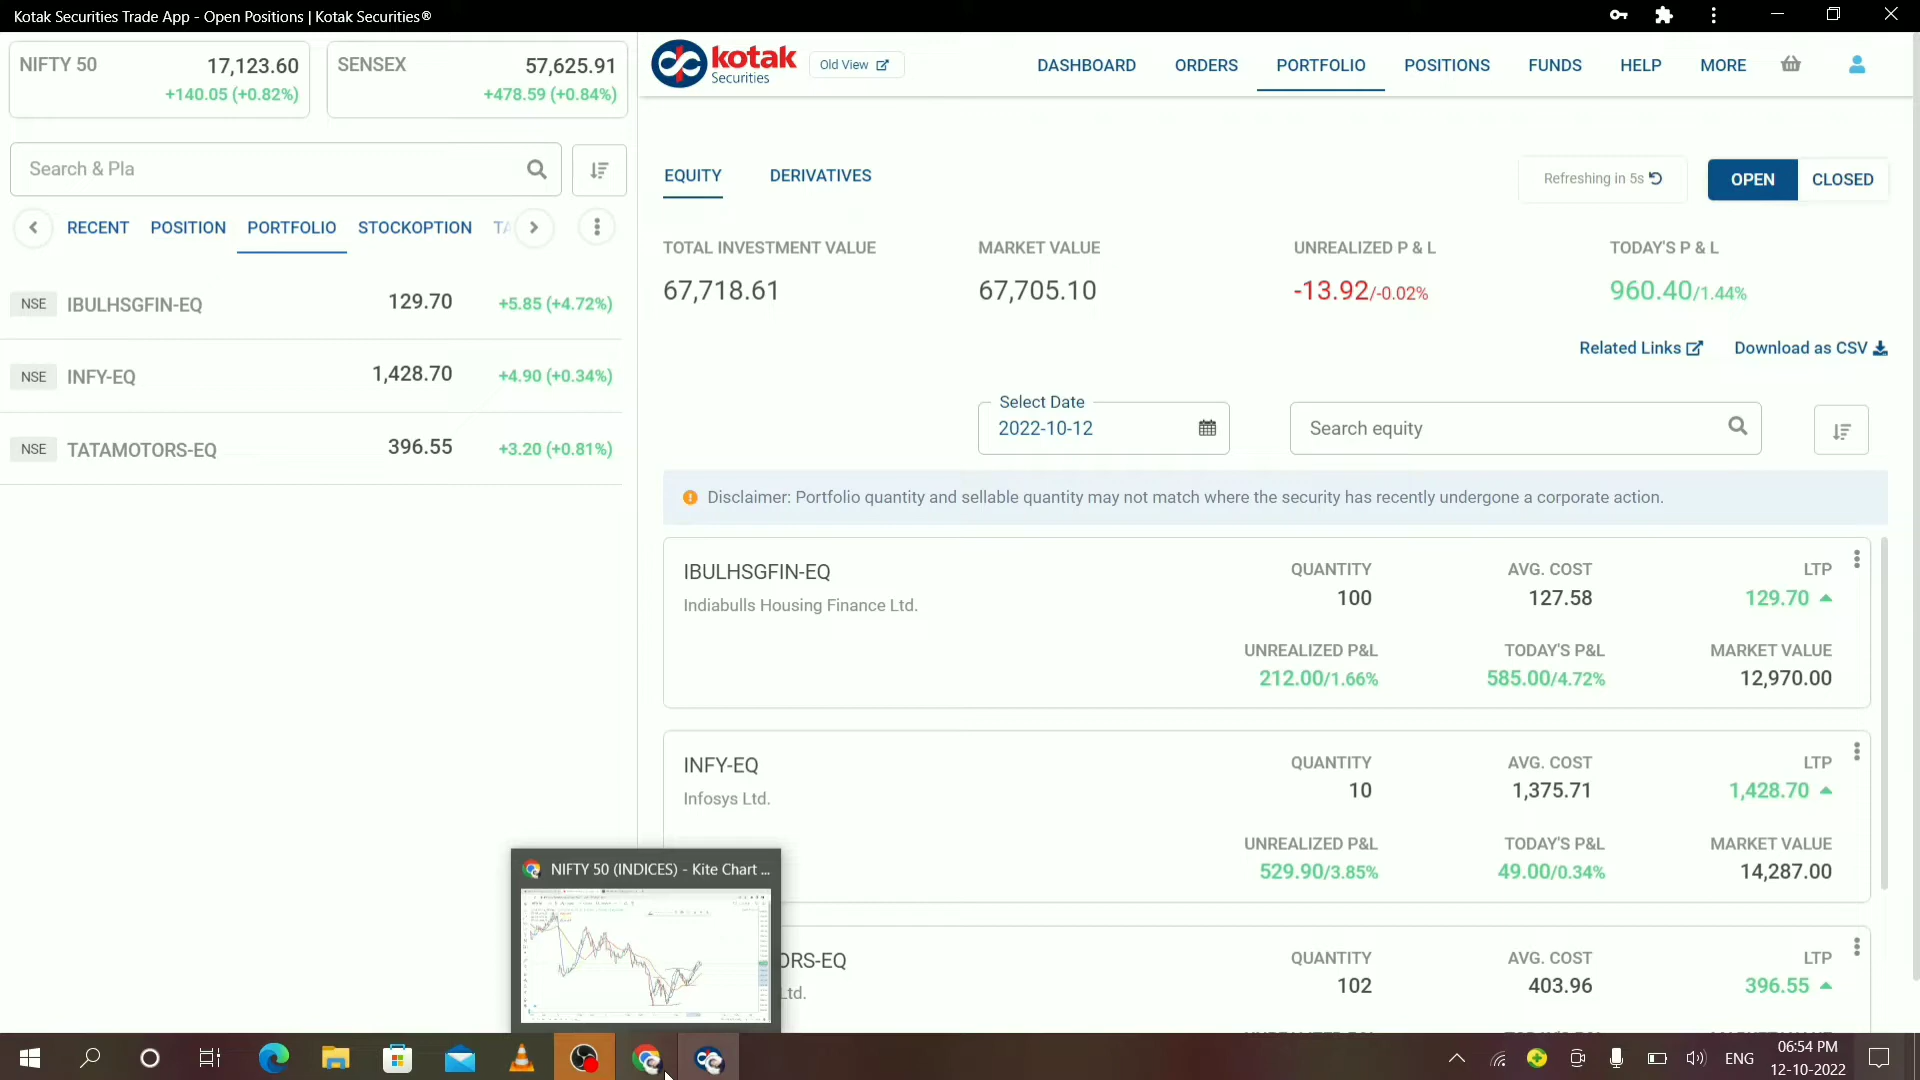 Kotak Securities Trade App - Open Positions | Kotak Securities®
NIFTY 50
17,123.60
+140.05 (+0.82%)
SENSEX
57,625.91
+478.59 (+0.84%)
Search & Pla
RECENT
POSITION
PORTFOLIO
STOCKOPTION
TA
NSE IBULHSGFIN-EQ 129.70 +5.85 (+4.72%)
NSE INFY-EQ 1,428.70 +4.90 (+0.34%)
NSE TATAMOTORS-EQ 396.55 +3.20 (+0.81%)
kotak
Securities
Old View
DASHBOARD
ORDERS
PORTFOLIO
POSITIONS
FUNDS
HELP
MORE
EQUITY
DERIVATIVES
Refreshing in 5s
OPEN
CLOSED
TOTAL INVESTMENT VALUE
MARKET VALUE
UNREALIZED P & L
TODAY'S P & L
67,718.61
67,705.10
-13.92/-0.02%
960.40/1.44%
Related Links
Download as CSV
Select Date
2022-10-12
Search equity
Disclaimer: Portfolio quantity and sellable quantity may not match where the security has recently undergone a corporate action.
IBULHSGFIN-EQ
Indiabulls Housing Finance Ltd.
QUANTITY
AVG. COST
LTP
100
127.58
129.70
UNREALIZED P&L
TODAY'S P&L
MARKET VALUE
212.00/1.66%
585.00/4.72%
12,970.00
INFY-EQ
Infosys Ltd.
QUANTITY
AVG. COST
LTP
10
1,375.71
1,428.70
UNREALIZED P&L
TODAY'S P&L
MARKET VALUE
529.90/3.85%
49.00/0.34%
14,287.00
ORS-EQ
Ltd.
QUANTITY
AVG. COST
LTP
102
403.96
396.55
NIFTY 50 (INDICES) - Kite Chart ...
ENG
06:54 PM
12-10-2022